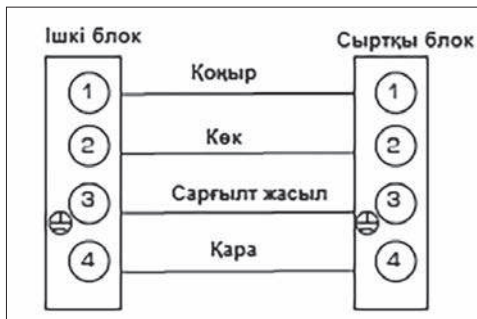 Ішкі блок
Сыртқы блок
1 Қоңыр 1
2 Көк 2
3 Сарғылт жасыл 3
4 Қара 4